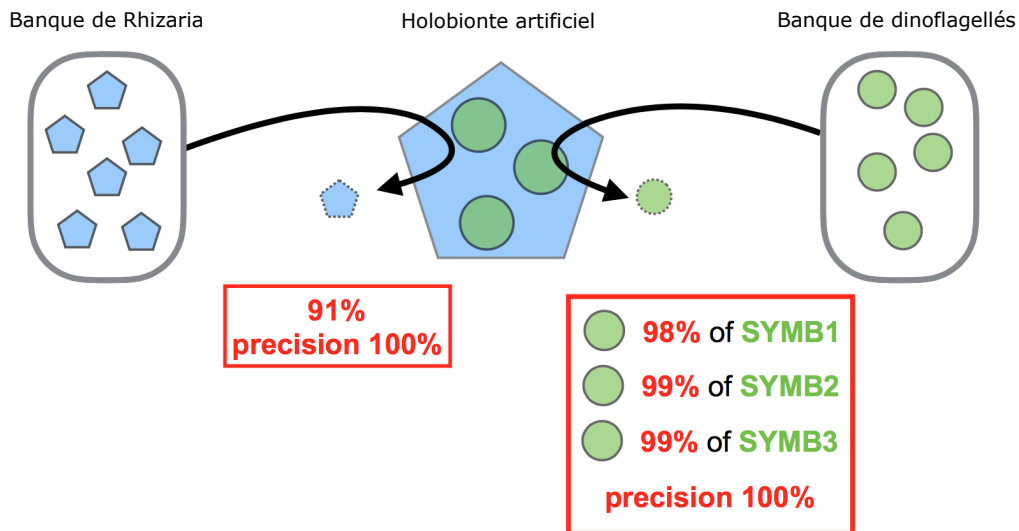 Banque de Rhizaria
Holobionte artificiel
Banque de dinoflagellés
91%
precision 100%
98% of SYMB1
99% of SYMB2
99% of SYMB3
precision 100%